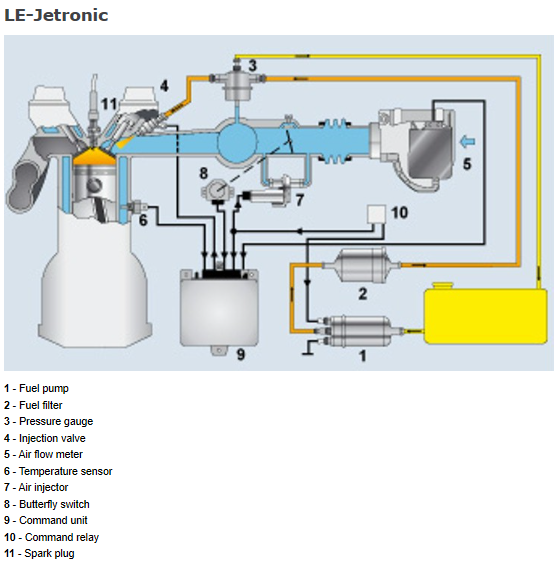 LE-Jetronic
11
4
3
5
8
7
6
10
2
9
1
1 - Fuel pump
2 - Fuel filter
3 - Pressure gauge
4 - Injection valve
5 - Air flow meter
6 - Temperature sensor
7 - Air injector
8 - Butterfly switch
9 - Command unit
10 - Command relay
11 - Spark plug